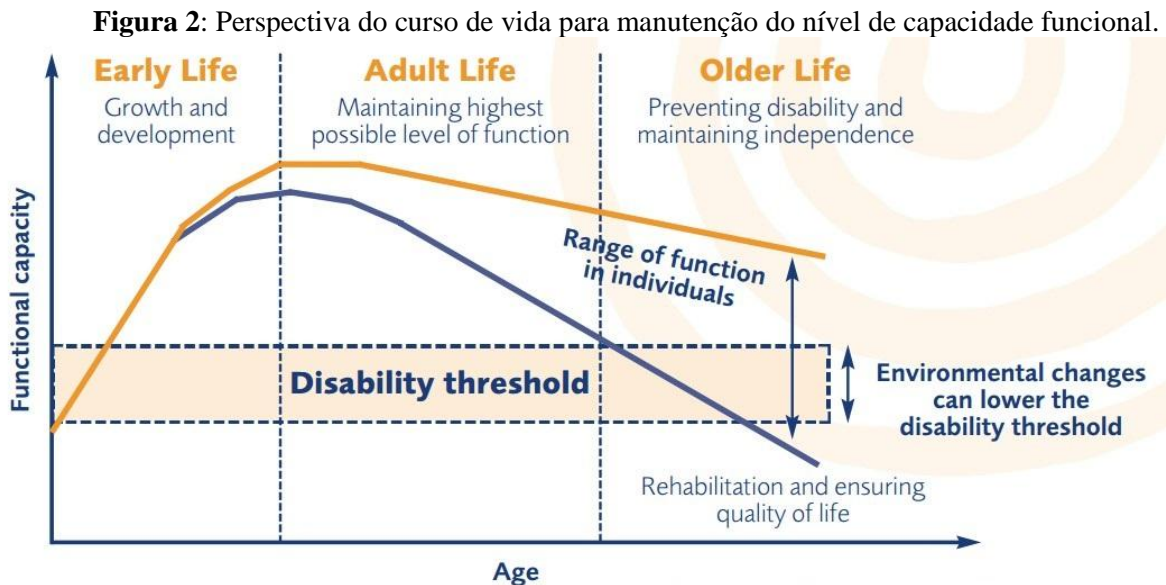 Figura 2: Perspectiva do curso de vida para manutenção do nível de capacidade funcional.
Early Life
Growth and
development
Adult Life
Maintaining highest
possible level of function
Older Life
Preventing disability and
maintaining independence
Functional capacity
Range of function
in individuals
Disability threshold
Environmental changes
can lower the
disability threshold
Rehabilitation and ensuring
quality of life
Age